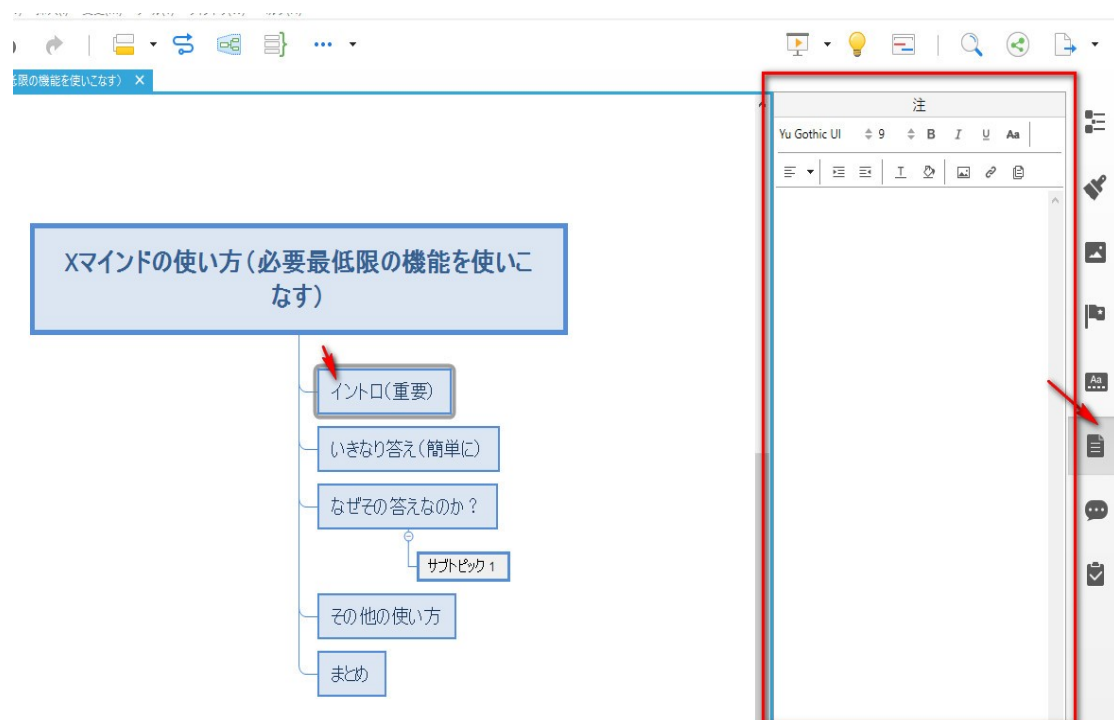 低限の機能を使いこなす) ×
注
Yu Gothic UI 9 B I U Aa
T
Aa
Xマインドの使い方(必要最低限の機能を使いこ
なす)
イントロ(重要)
いきなり答え(簡単に)
なぜその答えなのか?
サブトピック 1
その他の使い方
まとめ